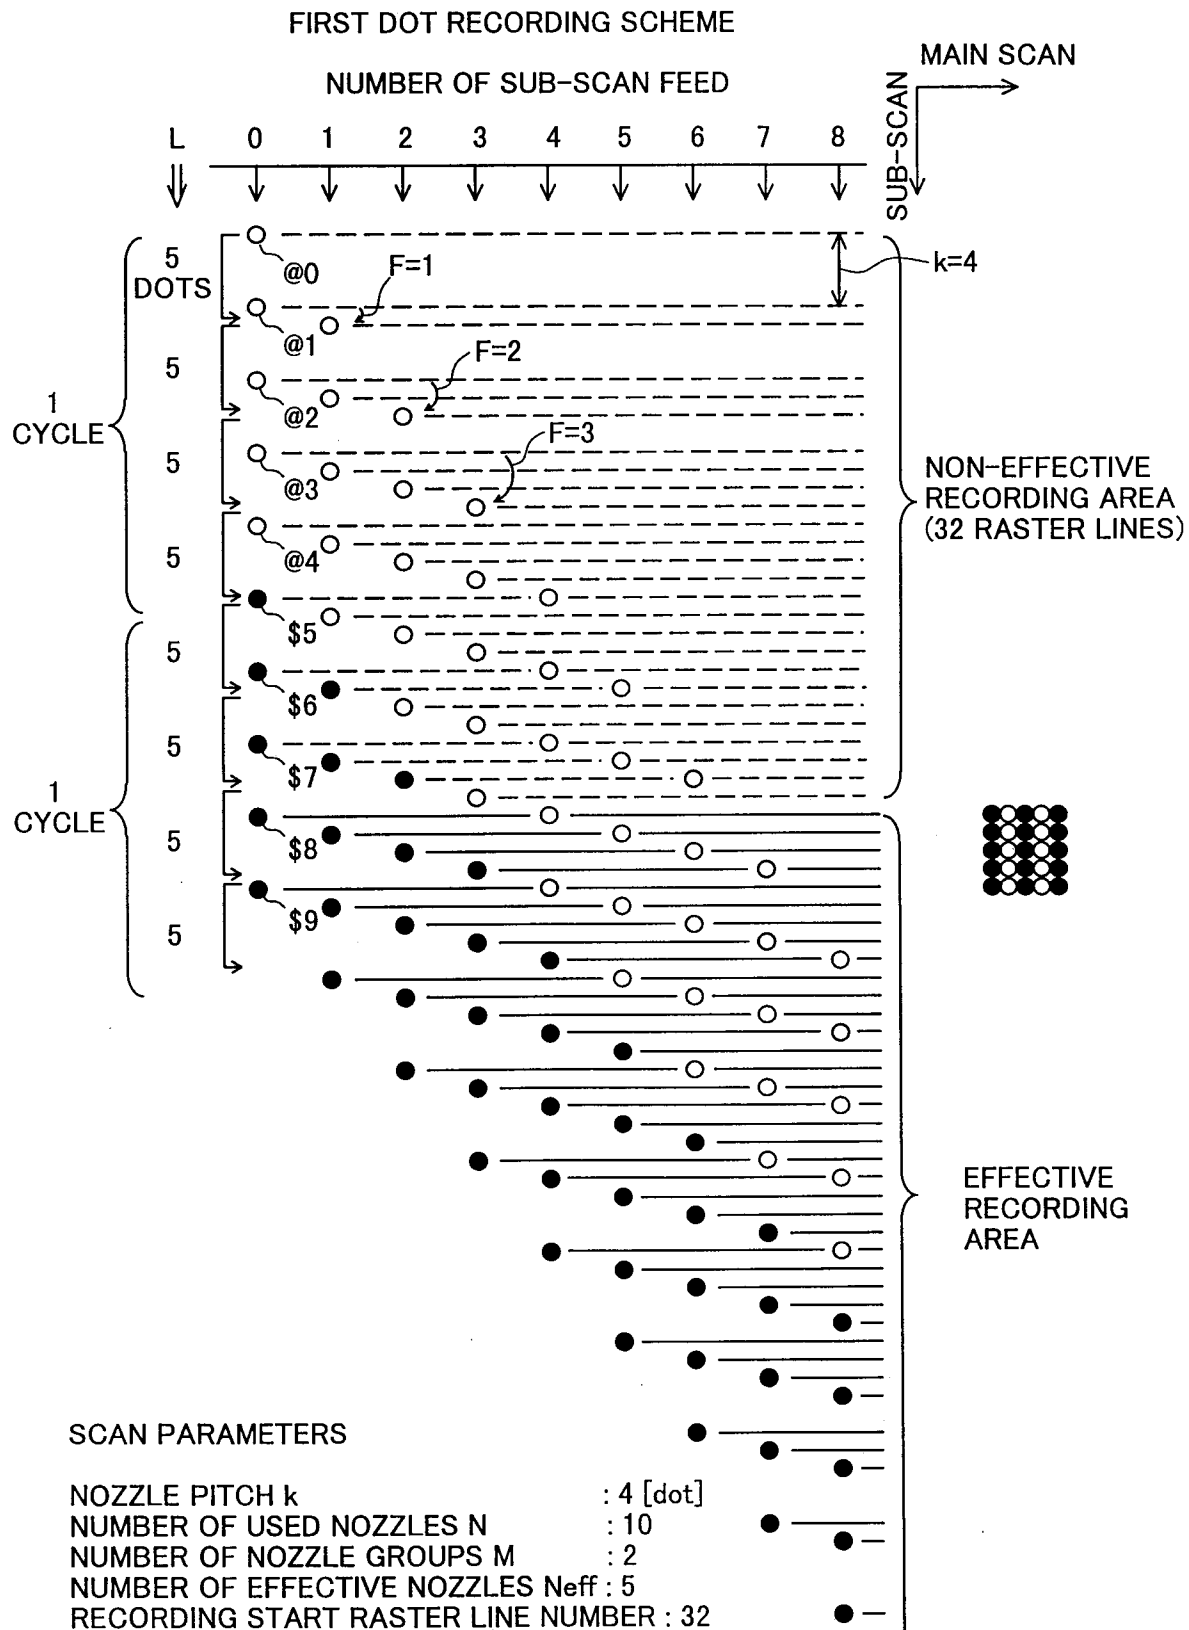 FIRST DOT RECORDING SCHEME
MAIN SCAN
NUMBER OF SUB-SCAN FEED
SUB-SCAN
L 0 1 2 3 4 5 6 7 8
5
DOTS
@0
F=1
k=4
@1
F=2
5
@2
1
CYCLE
F=3
5
@3
NON-EFFECTIVE
RECORDING AREA
(32 RASTER LINES)
5
@4
$5
5
$6
5
$7
1
CYCLE
5
$8
$9
5
EFFECTIVE
RECORDING
AREA
SCAN PARAMETERS
NOZZLE PITCH k : 4 [dot]
NUMBER OF USED NOZZLES N : 10
NUMBER OF NOZZLE GROUPS M : 2
NUMBER OF EFFECTIVE NOZZLES Neff : 5
RECORDING START RASTER LINE NUMBER : 32